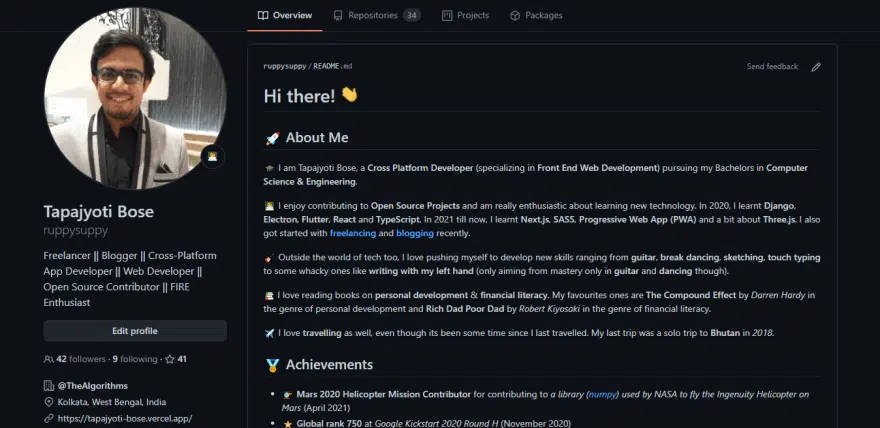 Overview Repositories 34 Projects Packages
ruppysuppy / README.md Send feedback
Hi there! 👋
🚀 About Me
🎓 I am Tapajyoti Bose, a Cross Platform Developer (specializing in Front End Web Development) pursuing my Bachelors in Computer
Science & Engineering.
👨‍💻 I enjoy contributing to Open Source Projects and am really enthusiastic about learning new technology. In 2020, I learnt Django,
Electron, Flutter, React and TypeScript. In 2021 till now, I learnt Next.js, SASS, Progressive Web App (PWA) and a bit about Three.js. I also
got started with freelancing and blogging recently.
🎸 Outside the world of tech too, I love pushing myself to develop new skills ranging from guitar, break dancing, sketching, touch typing
to some whacky ones like writing with my left hand (only aiming from mastery only in guitar and dancing though).
📚 I love reading books on personal development & financial literacy. My favourites ones are The Compound Effect by Darren Hardy in
the genre of personal development and Rich Dad Poor Dad by Robert Kiyosaki in the genre of financial literacy.
✈️ I love travelling as well, even though its been some time since I last travelled. My last trip was a solo trip to Bhutan in 2018.
🏅 Achievements
• 🚁 Mars 2020 Helicopter Mission Contributor for contributing to a library (numpy) used by NASA to fly the Ingenuity Helicopter on
Mars (April 2021)
• ⭐ Global rank 750 at Google Kickstart 2020 Round H (November 2020)
Tapajyoti Bose
ruppysuppy
Freelancer || Blogger || Cross-Platform
App Developer || Web Developer ||
Open Source Contributor || FIRE
Enthusiast
Edit profile
42 followers · 9 following · 41
@TheAlgorithms
Kolkata, West Bengal, India
https://tapajyoti-bose.vercel.app/